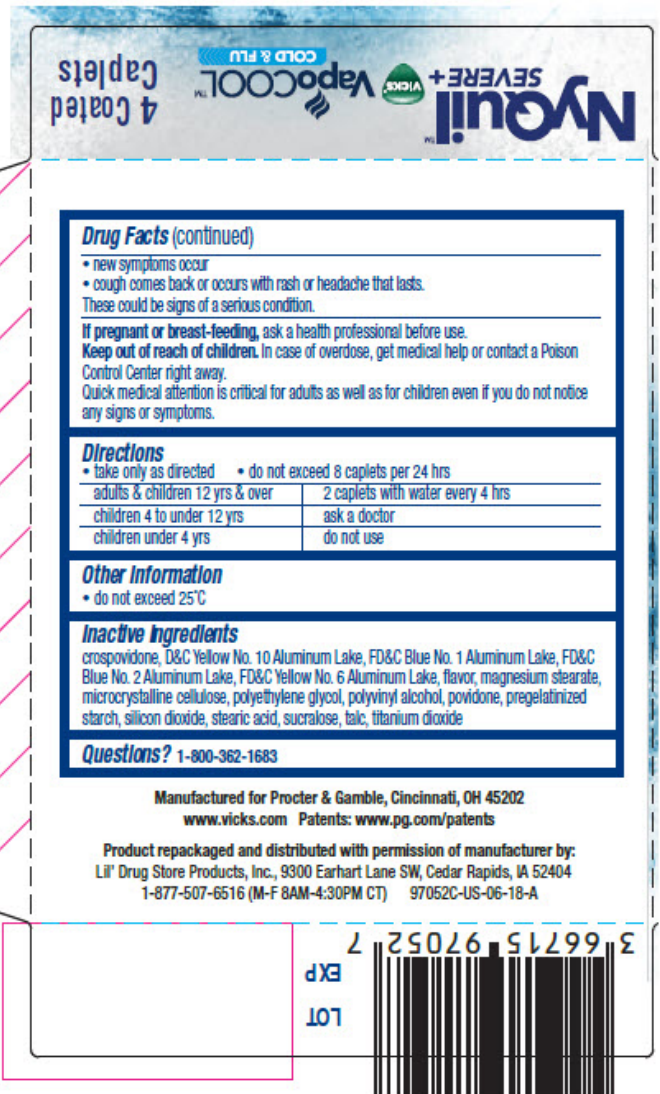 NyQuil™
SEVERE+ VICKS® VapoCOOL™
COLD & FLU
4 Coated
Caplets
Drug Facts (continued)
• new symptoms occur
• cough comes back or occurs with rash or headache that lasts.
These could be signs of a serious condition.
If pregnant or breast-feeding, ask a health professional before use.
Keep out of reach of children. In case of overdose, get medical help or contact a Poison
Control Center right away.
Quick medical attention is critical for adults as well as for children even if you do not notice
any signs or symptoms.
Directions
• take only as directed • do not exceed 8 caplets per 24 hrs
adults & children 12 yrs & over 2 caplets with water every 4 hrs
children 4 to under 12 yrs ask a doctor
children under 4 yrs do not use
Other Information
• do not exceed 25°C
Inactive Ingredients
crospovidone, D&C Yellow No. 10 Aluminum Lake, FD&C Blue No. 1 Aluminum Lake, FD&C
Blue No. 2 Aluminum Lake, FD&C Yellow No. 6 Aluminum Lake, flavor, magnesium stearate,
microcrystalline cellulose, polyethylene glycol, polyvinyl alcohol, povidone, pregelatinized
starch, silicon dioxide, stearic acid, sucralose, talc, titanium dioxide
Questions? 1-800-362-1683
Manufactured for Procter & Gamble, Cincinnati, OH 45202
www.vicks.com Patents: www.pg.com/patents
Product repackaged and distributed with permission of manufacturer by:
Lil' Drug Store Products, Inc., 9300 Earhart Lane SW, Cedar Rapids, IA 52404
1-877-507-6516 (M-F 8AM-4:30PM CT) 97052C-US-06-18-A
3 66715 97052 7
LOT
EXP